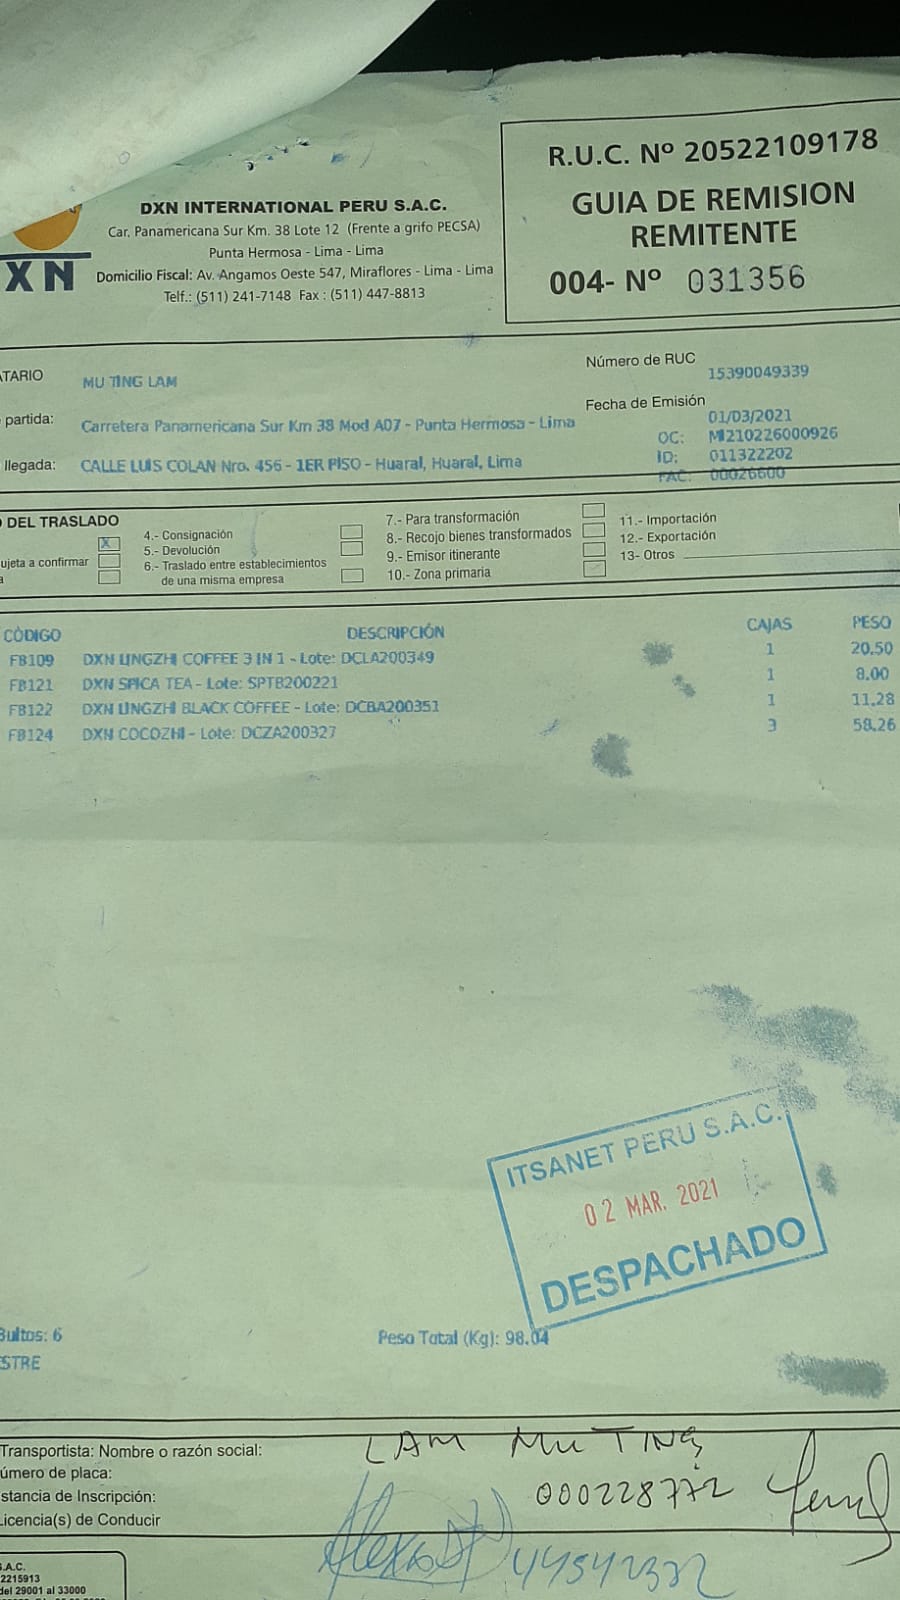 XN
DXN INTERNATIONAL PERU S.A.C.
Car. Panamericana Sur Km. 38 Lote 12 (Frente a grifo PECSA)
Punta Hermosa - Lima - Lima
Domicilio Fiscal: Av. Angamos Oeste 547, Miraflores - Lima - Lima
Telf.: (511) 241-7148 Fax : (511) 447-8813
R.U.C. Nº 20522109178
GUIA DE REMISION
REMITENTE
004- Nº 031356
ATARIO MU TING LAM
Número de RUC 15390049339
partida: Carretera Panamericana Sur Km 38 Mod A07 - Punta Hermosa - Lima
Fecha de Emisión 01/03/2021
OC: MI210226000926
llegada: CALLE LUIS COLAN Nro. 456 - 1ER PISO - Huaral, Huaral, Lima
ID: 011322202
FAC: 00026600
O DEL TRASLADO
X
ujeta a confirmar
a
4.- Consignación
5.- Devolución
6.- Traslado entre establecimientos
de una misma empresa
7.- Para transformación
8.- Recojo bienes transformados
9.- Emisor itinerante
10.- Zona primaria
11.- Importación
12.- Exportación
13- Otros
CÓDIGO DESCRIPCIÓN CAJAS PESO
FB109 DXN LINGZHI COFFEE 3 IN 1 - Lote: DCLA200349 1 20,50
FB121 DXN SPICA TEA - Lote: SPTB200221 1 8.00
FB122 DXN LINGZHI BLACK COFFEE - Lote: DCBA200351 1 11,28
FB124 DXN COCOZHI - Lote: DCZA200327 3 58,26
ITSANET PERU S.A.C.
02 MAR. 2021
DESPACHADO
Bultos: 6 Peso Total (Kg): 98.04
ESTRE
Transportista: Nombre o razón social: LAM MU TING
úmero de placa:
000228772
stancia de Inscripción:
Licencia(s) de Conducir
44542332
S.A.C.
2215913
del 29001 al 33000